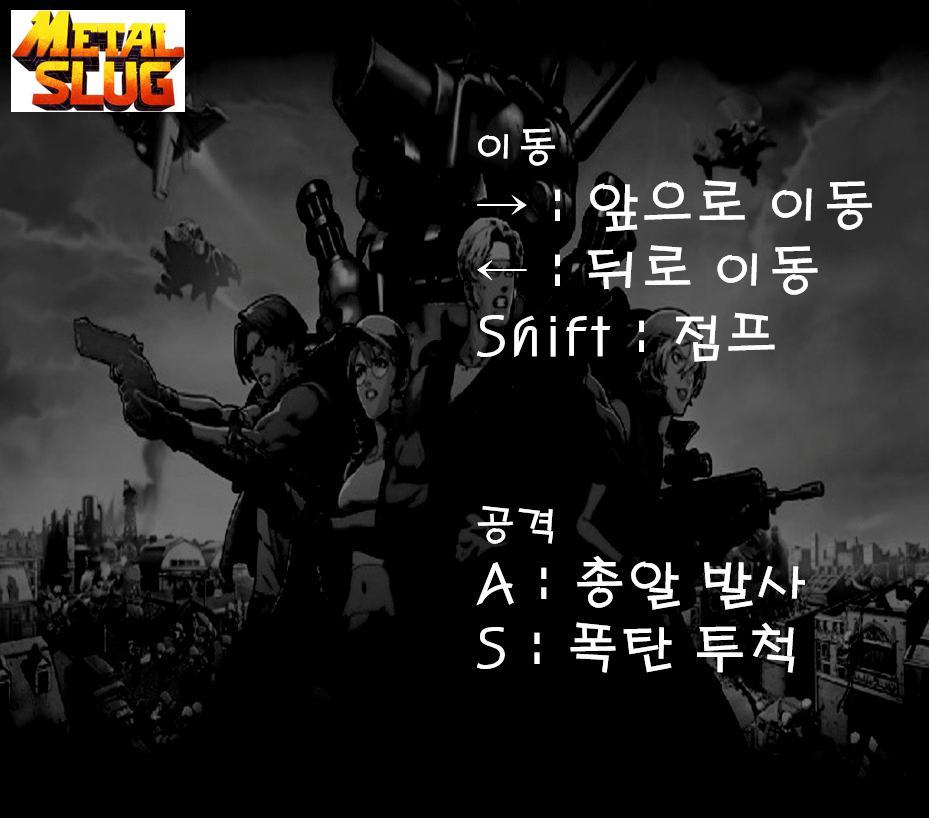 METAL
SLUG
이동
→ : 앞으로 이동
← : 뒤로 이동
Shift : 점프
공격
A : 총알 발사
S : 폭탄 투척